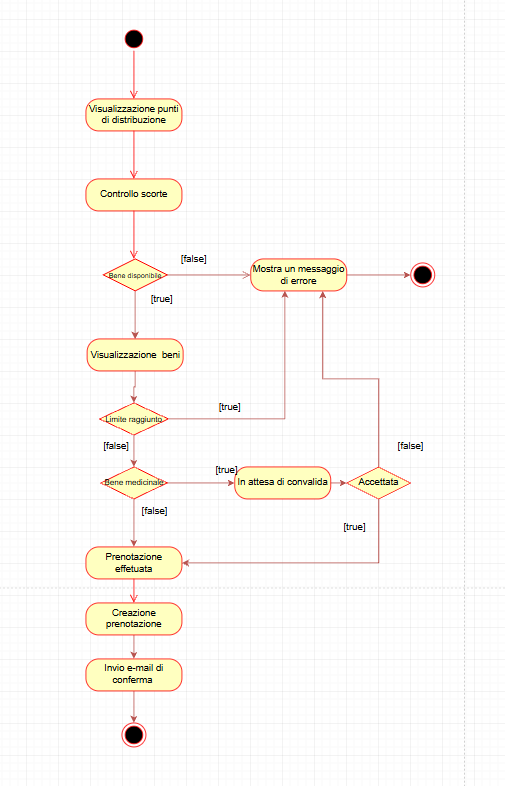 Visualizzazione punti
di distribuzione
Controllo scorte
[false]
Bene disponibile
Mostra un messaggio
di errore
[true]
Visualizzazione beni
[true]
Limite raggiunto
[false]
[false]
[true]
Bene medicinale
In attesa di convalida
Accettata
[false]
[true]
Prenotazione
effetuata
Creazione
prenotazione
Invio e-mail di
conferma